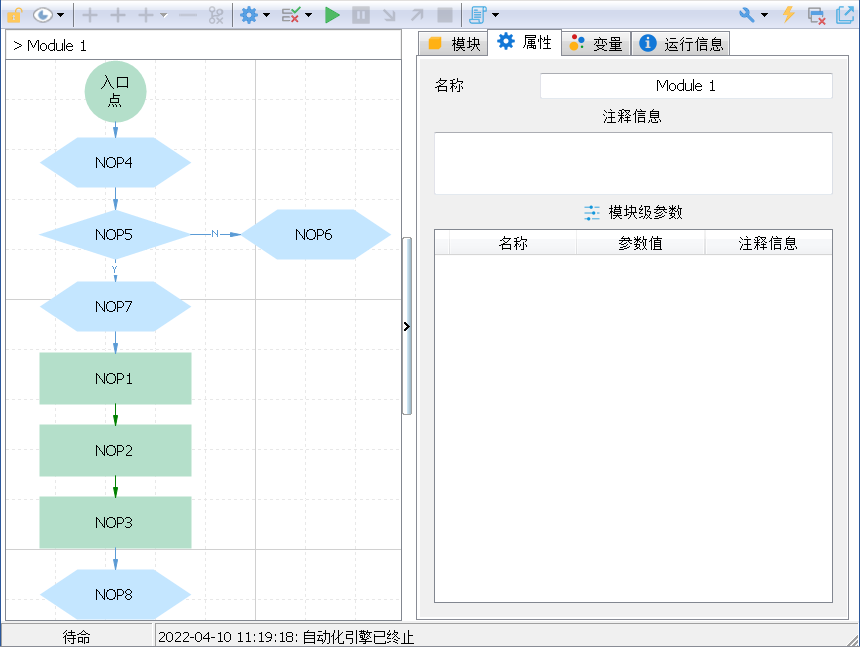 > Module 1
模块
属性
变量
运行信息
入口
点
NOP4
NOP5
N
NOP6
Y
NOP7
NOP1
NOP2
NOP3
NOP8
名称
Module 1
注释信息
模块级参数
名称
参数值
注释信息
待命
2022-04-10 11:19:18: 自动化引擎已终止